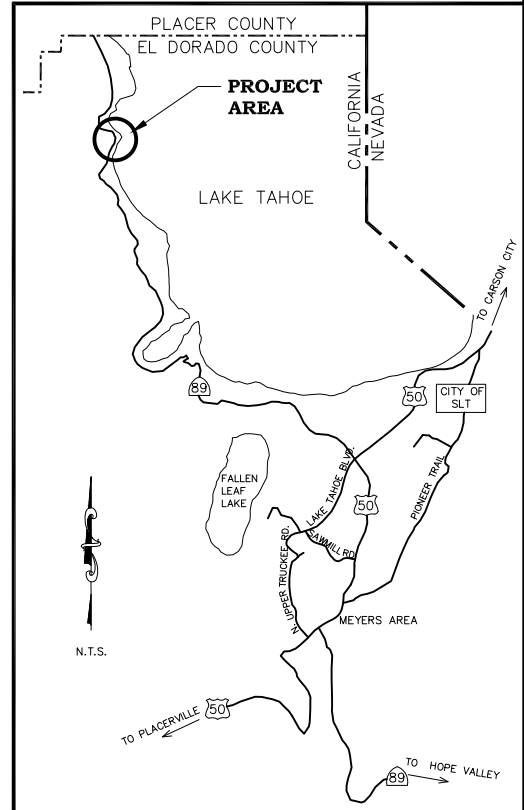 PLACER COUNTY
EL DORADO COUNTY
PROJECT
AREA
CALIFORNIA
NEVADA
LAKE TAHOE
TO CARSON CITY
89
50
CITY OF
SLT
FALLEN
LEAF
LAKE
LAKE TAHOE BLVD.
50
PIONEER TRAIL
SAWMILL RD.
N. UPPER TRUCKEE RD.
MEYERS AREA
N.T.S.
TO PLACERVILLE
50
TO HOPE VALLEY
89